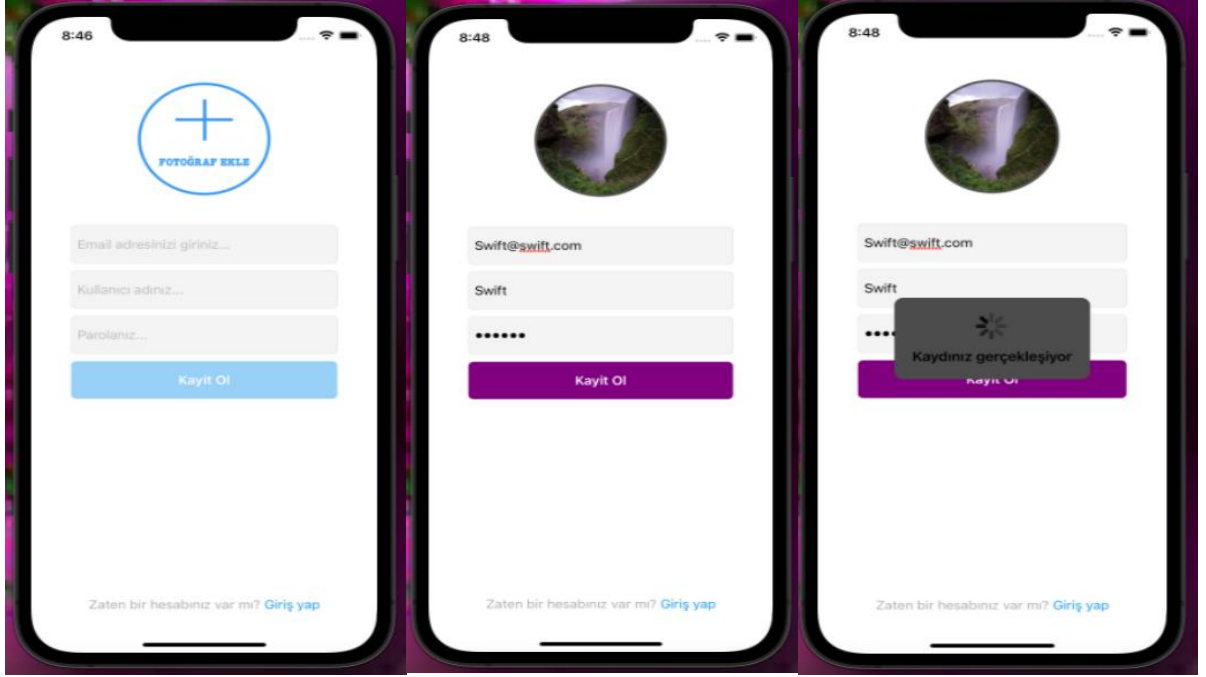 8:46
FOTOĞRAF EKLE
Email adresinizi giriniz...
Kullanıcı adınız...
Parolanız...
Kayit Ol
Zaten bir hesabınız var mı? Giriş yap
8:48
Swift@swift.com
Swift
••••••
Kayit Ol
Zaten bir hesabınız var mı? Giriş yap
8:48
Swift@swift.com
Swift
••••
Kaydınız gerçekleşiyor
Kayit Ol
Zaten bir hesabınız var mı? Giriş yap